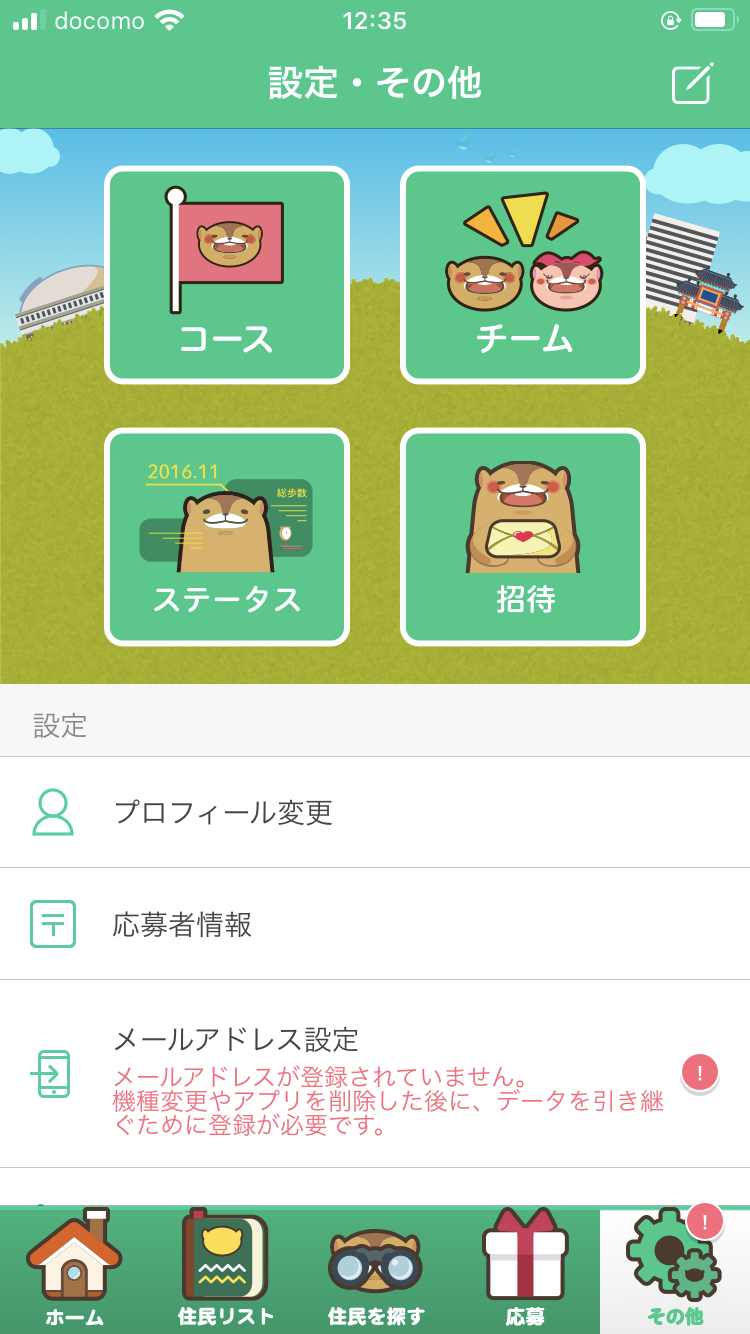 docomo 12:35
設定・その他
コース
チーム
2016.11
総歩数
ステータス
招待
設定
プロフィール変更
応募者情報
メールアドレス設定
メールアドレスが登録されていません。
機種変更やアプリを削除した後に、データを引き継
ぐために登録が必要です。
!
!
ホーム
住民リスト
住民を探す
応募
その他